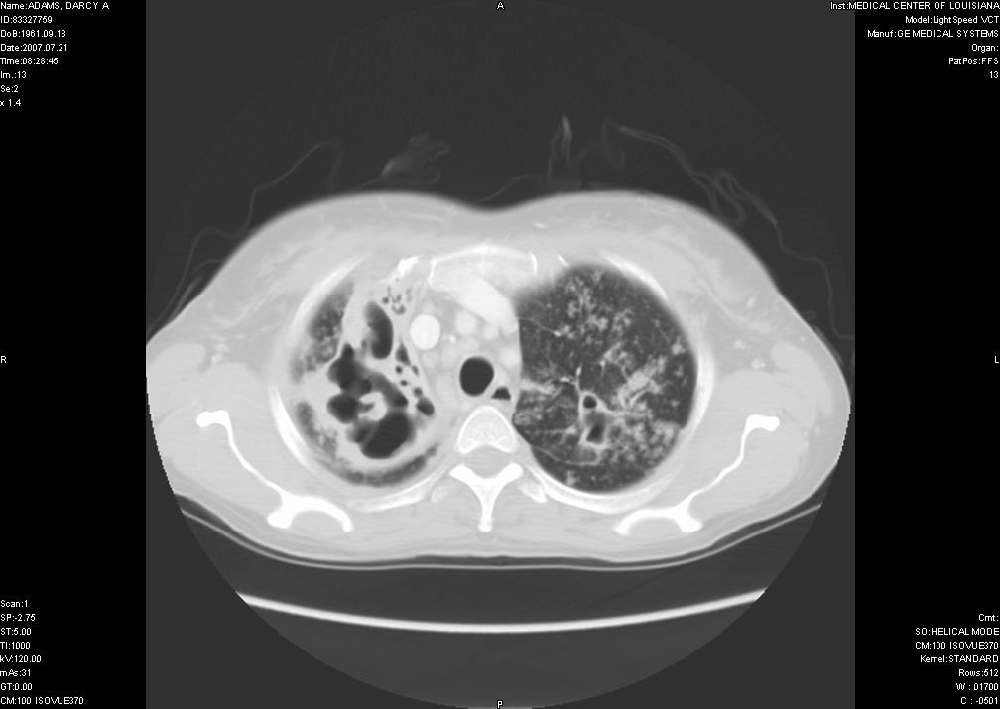 Name:ADAMS, DARCY A
ID:83327759
DoB:1961.09.18
Date:2007.07.21
Time:08:28:45
Im.:13
Se:2
x 1.4
A
Inst:MEDICAL CENTER OF LOUISIANA
Model:LightSpeed VCT
Manuf:GE MEDICAL SYSTEMS
Organ:
PatPos:FFS
13
R
L
Scan:1
SP:-2.75
ST:5.00
TI:1000
kV:120.00
mAs:31
GT:0.00
CM:100 ISOVUE370
P
Cmt:
SO:HELICAL MODE
CM:100 ISOVUE370
Kernel:STANDARD
Rows:512
W : 01700
C : -0501